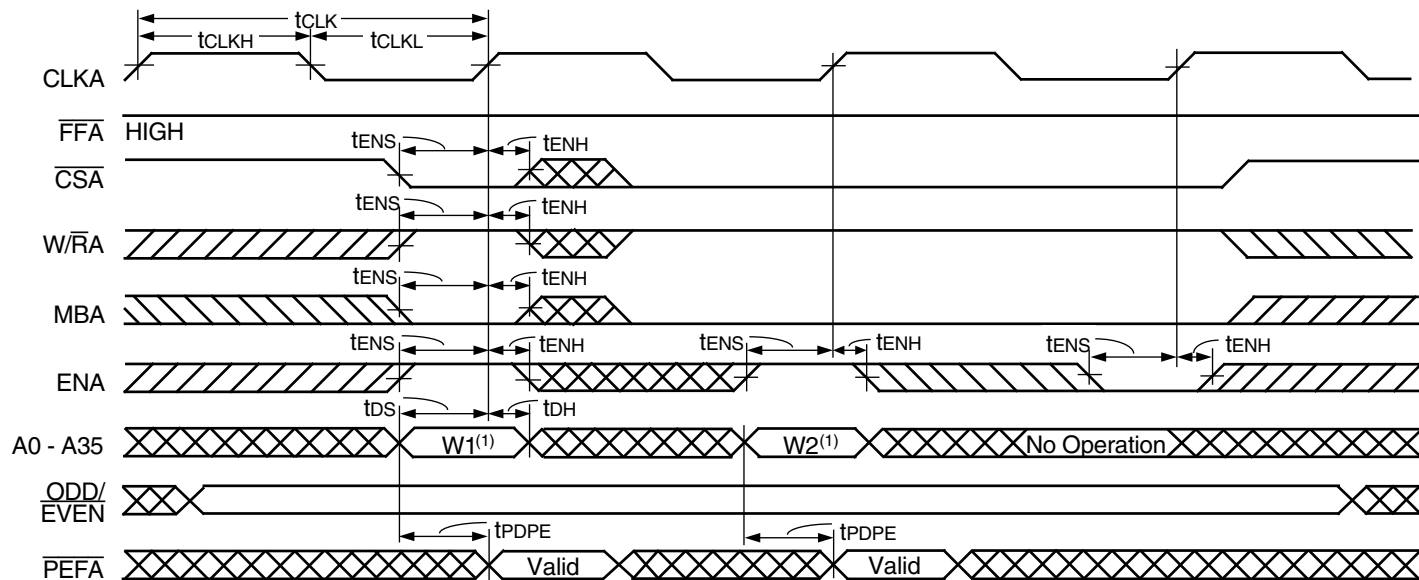 tCLK
tCLKH tCLKL
CLKA
FFA HIGH
tENS tENH
CSA
tENS tENH
W/RA
tENS tENH
MBA
tENS tENH tENS tENH tENS tENH
ENA
tDS tDH
A0 - A35 W1(1) W2(1) No Operation
ODD/
EVEN
tPDPE tPDPE
PEFA Valid Valid